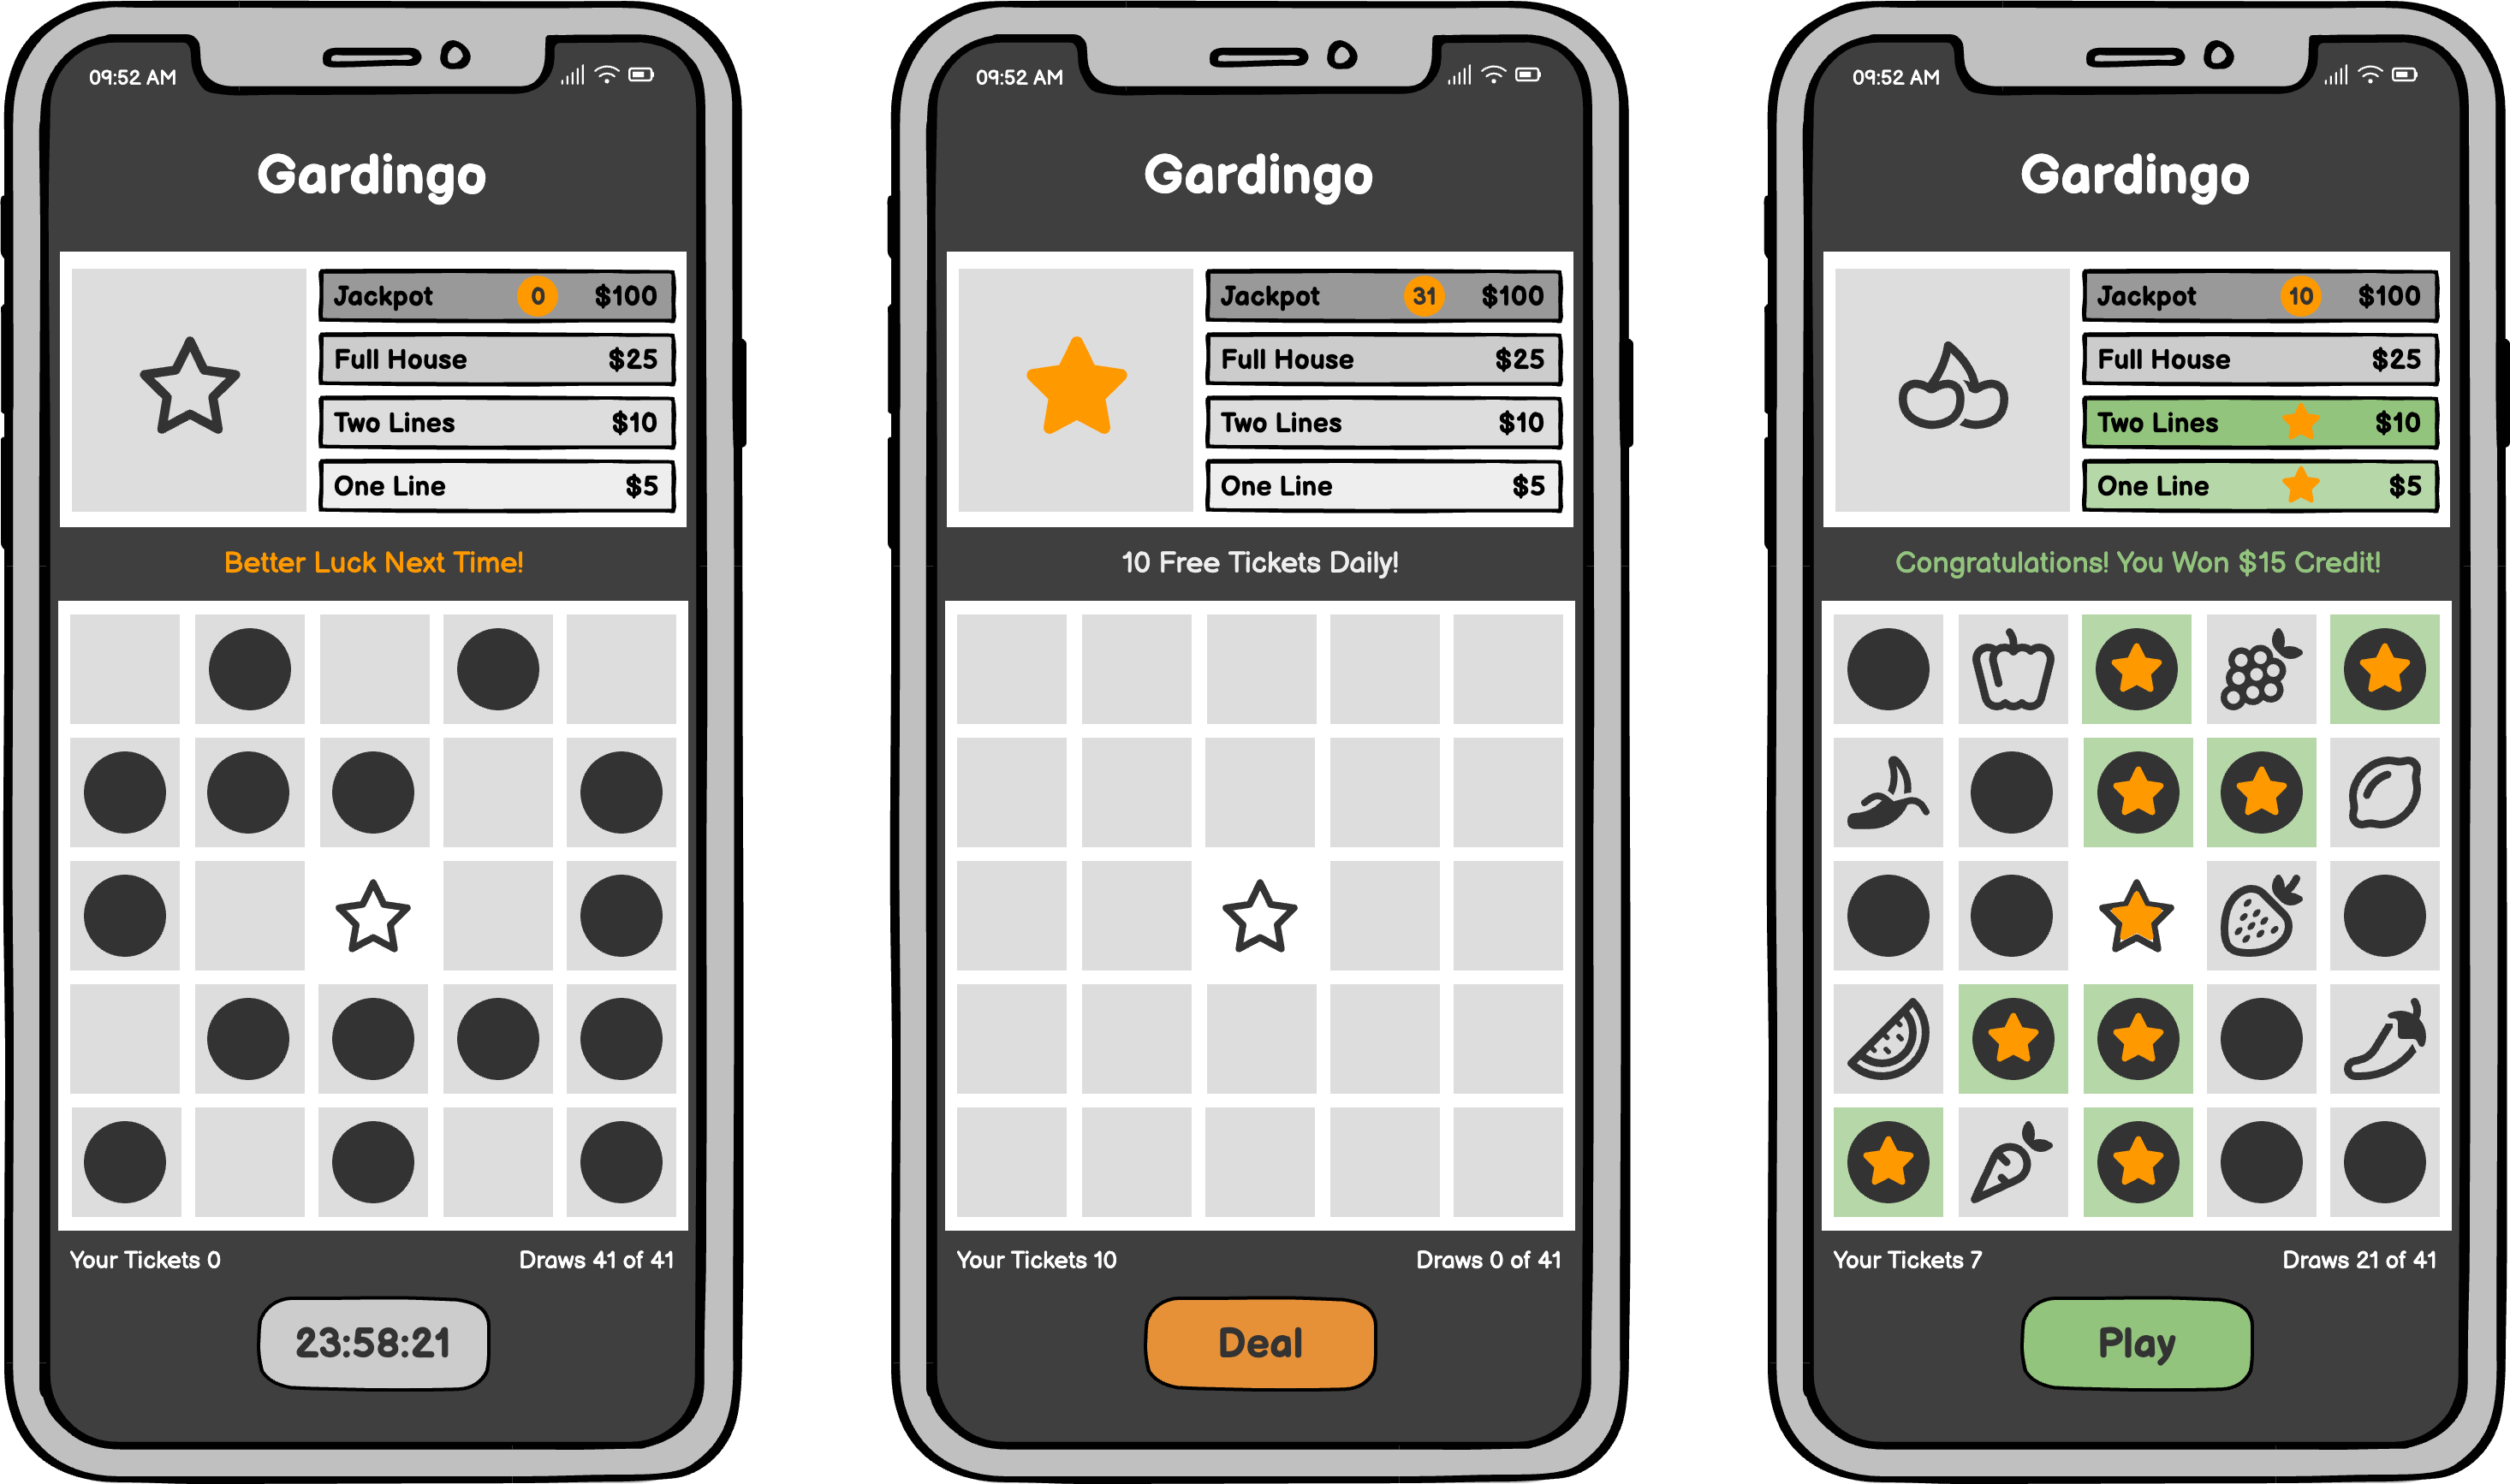 09:52 AM
Gardingo
Jackpot 0 $100
Full House $25
Two Lines $10
One Line $5
Better Luck Next Time!
Your Tickets 0
Draws 41 of 41
23:58:21
09:52 AM
Gardingo
Jackpot 31 $100
Full House $25
Two Lines $10
One Line $5
10 Free Tickets Daily!
Your Tickets 10
Draws 0 of 41
Deal
09:52 AM
Gardingo
Jackpot 10 $100
Full House $25
Two Lines $10
One Line $5
Congratulations! You Won $15 Credit!
Your Tickets 7
Draws 21 of 41
Play